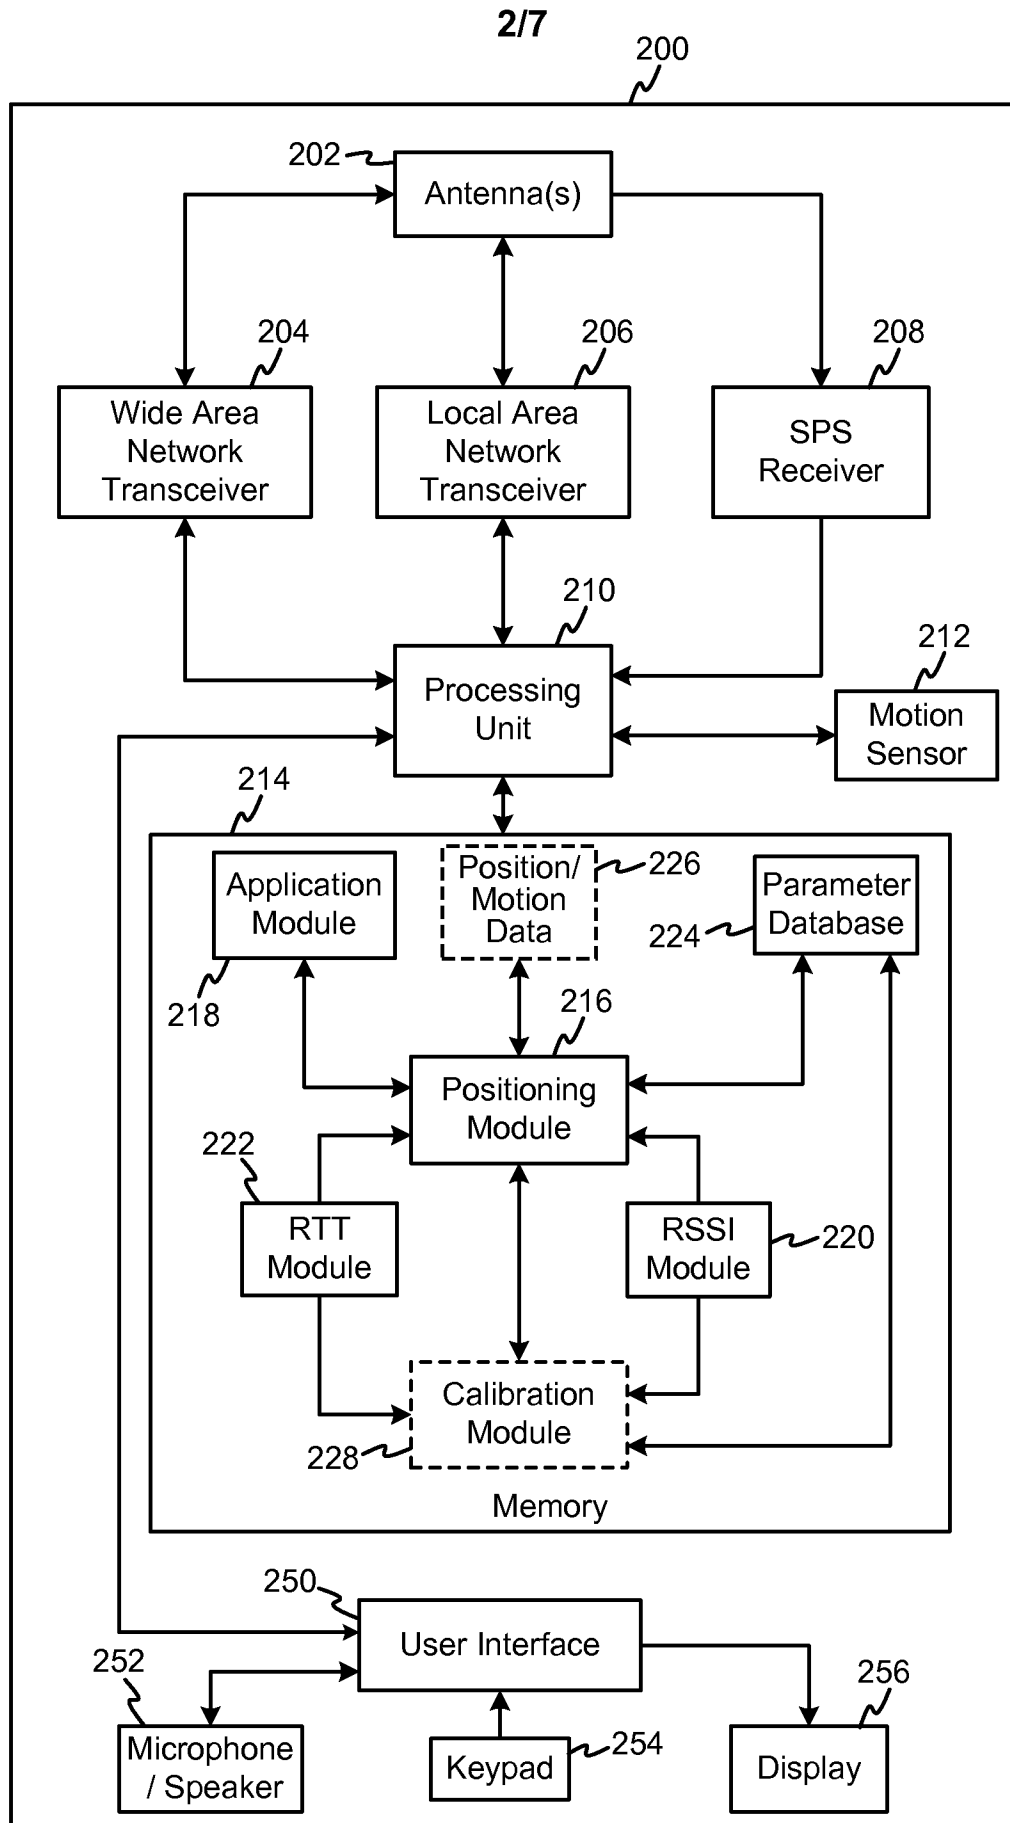 2/7
200
202
Antenna(s)
204
206
208
Wide Area
Network
Transceiver
Local Area
Network
Transceiver
SPS
Receiver
210
212
Processing
Unit
Motion
Sensor
214
Application
Module
218
Position/
Motion
Data
226
Parameter
Database
224
216
Positioning
Module
222
RTT
Module
RSSI
Module
220
Calibration
Module
228
Memory
250
User Interface
252
256
Microphone
/ Speaker
Keypad
254
Display